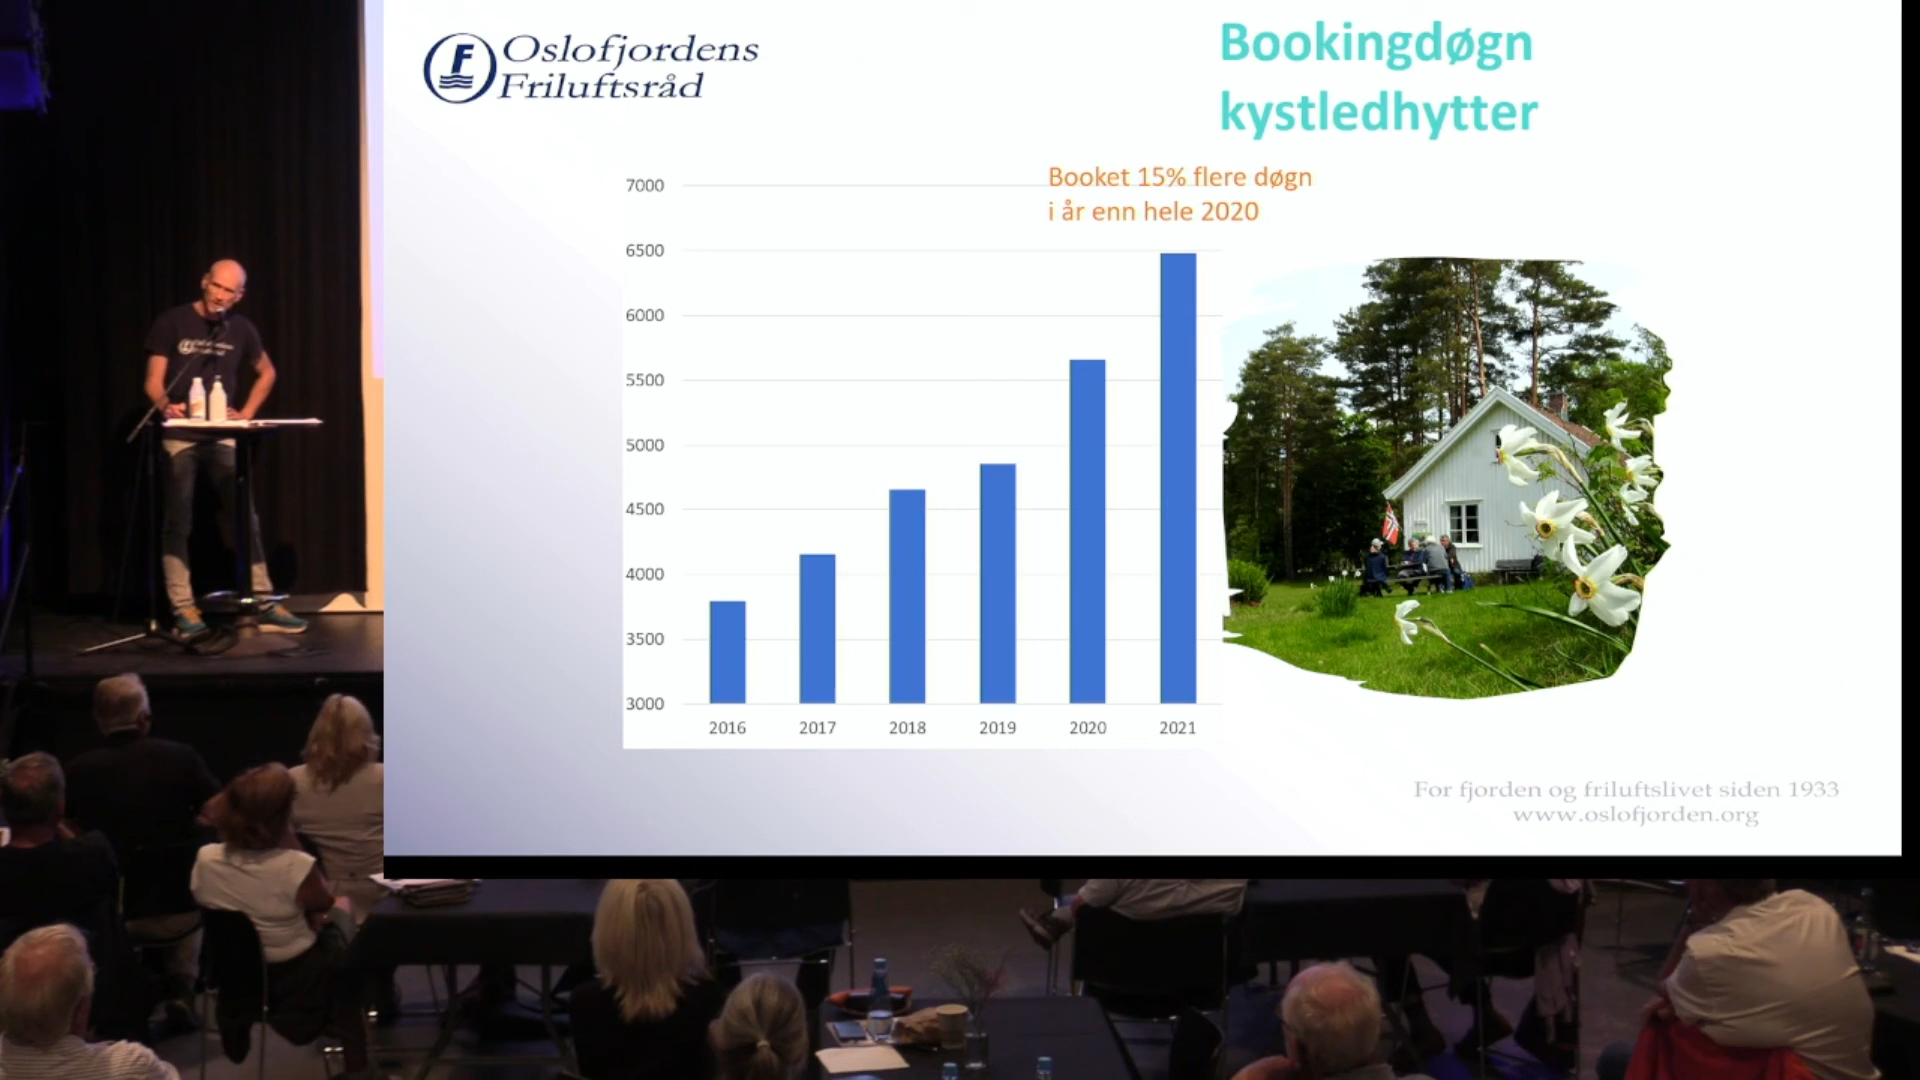 Oslofjordens
Friluftsråd
Bookingdøgn
kystledhytter
Booket 15% flere døgn
i år enn hele 2020
7000
6500
6000
5500
5000
4500
4000
3500
3000
2016 2017 2018 2019 2020 2021
For fjorden og friluftslivet siden 1933
www.oslofjorden.org